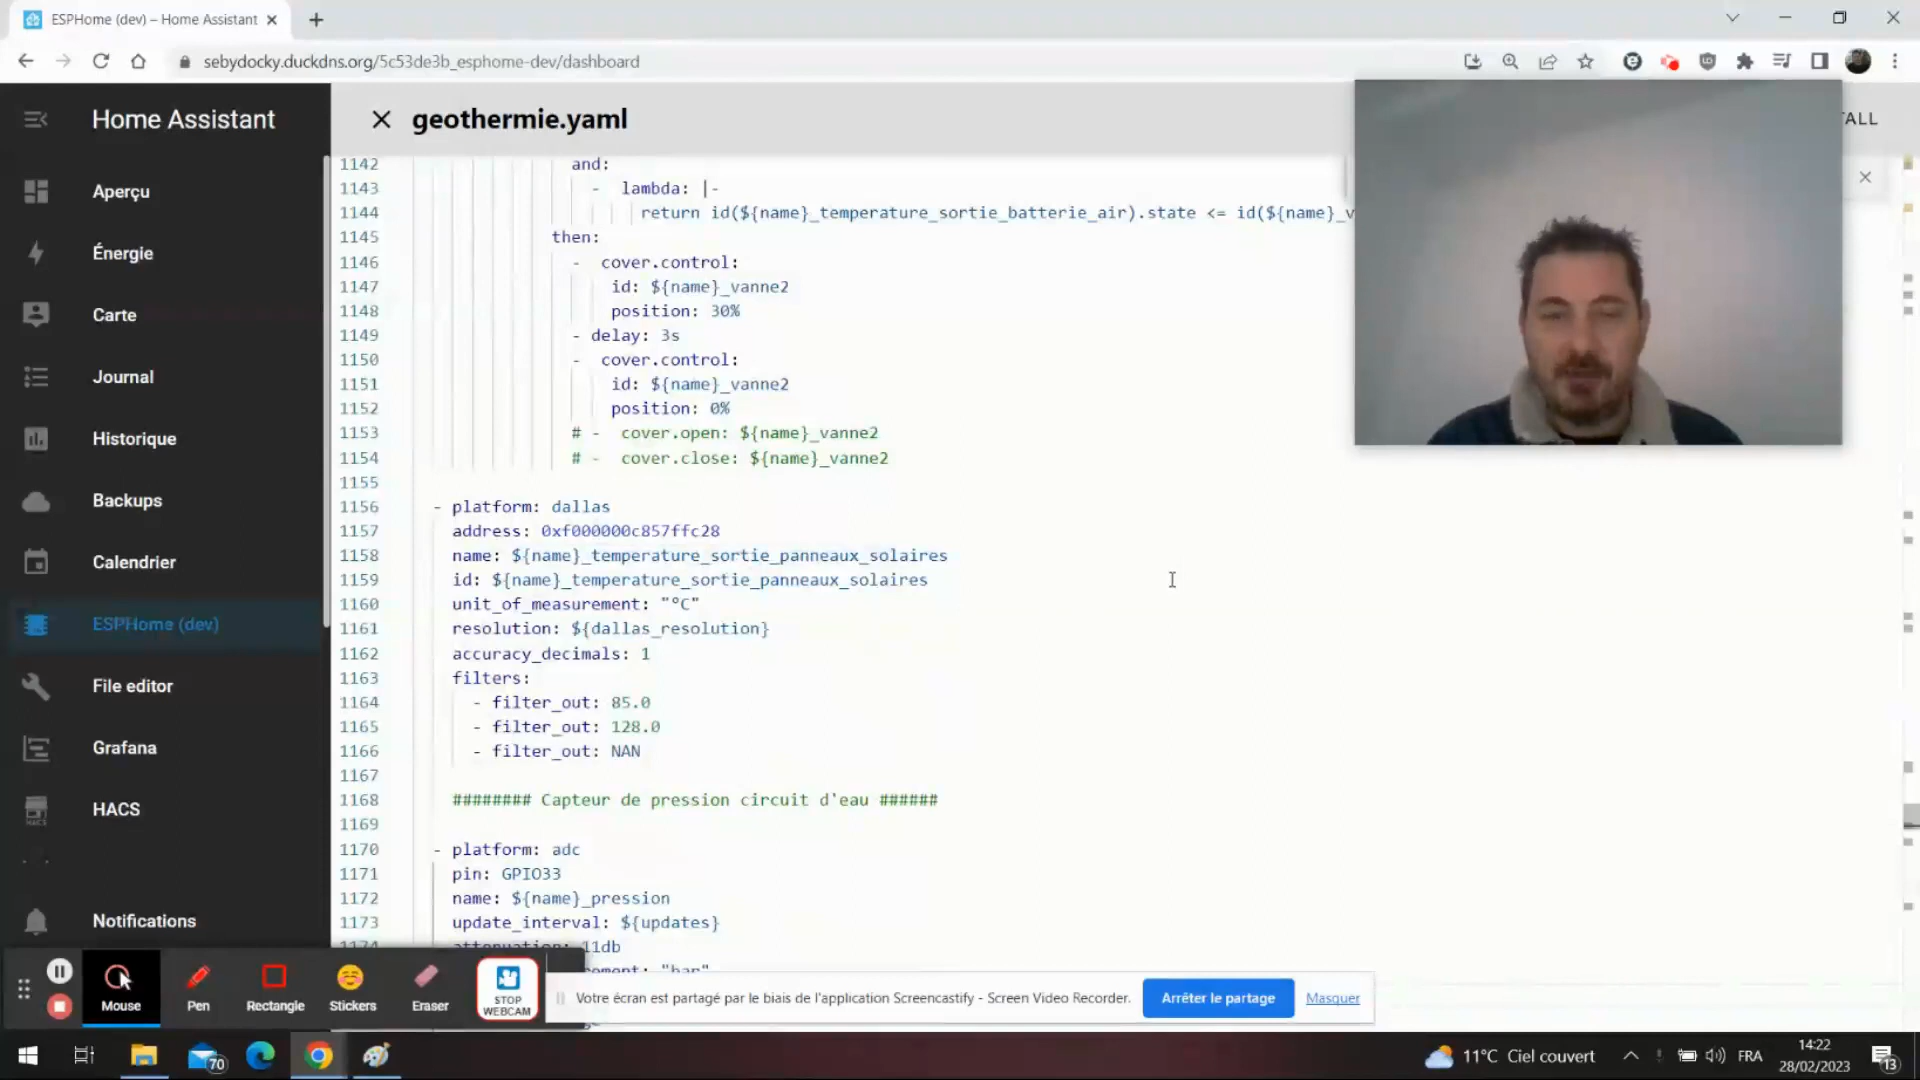 ESPHome (dev) – Home Assistant
sebydocky.duckdns.org/5c53de3b_esphome-dev/dashboard
Home Assistant
geothermie.yaml
TALL
Aperçu
Énergie
Carte
Journal
Historique
Backups
Calendrier
ESPHome (dev)
File editor
Grafana
HACS
Notifications
1142 and:
1143 - lambda: |-
1144 return id(${name}_temperature_sortie_batterie_air).state <= id(${name}_v
1145 then:
1146 - cover.control:
1147 id: ${name}_vanne2
1148 position: 30%
1149 - delay: 3s
1150 - cover.control:
1151 id: ${name}_vanne2
1152 position: 0%
1153 # - cover.open: ${name}_vanne2
1154 # - cover.close: ${name}_vanne2
1155
1156 - platform: dallas
1157 address: 0xf000000c857ffc28
1158 name: ${name}_temperature_sortie_panneaux_solaires
1159 id: ${name}_temperature_sortie_panneaux_solaires
1160 unit_of_measurement: "°C"
1161 resolution: ${dallas_resolution}
1162 accuracy_decimals: 1
1163 filters:
1164 - filter_out: 85.0
1165 - filter_out: 128.0
1166 - filter_out: NAN
1167
1168 ######## Capteur de pression circuit d'eau ######
1169
1170 - platform: adc
1171 pin: GPIO33
1172 name: ${name}_pression
1173 update_interval: ${updates}
1174 attenuation: 11db
"bar"
Mouse
Pen
Rectangle
Stickers
Eraser
STOP
WEBCAM
Votre écran est partagé par le biais de l'application Screencastify - Screen Video Recorder.
Arrêter le partage
Masquer
70
11°C Ciel couvert
FRA
14:22
28/02/2023
13